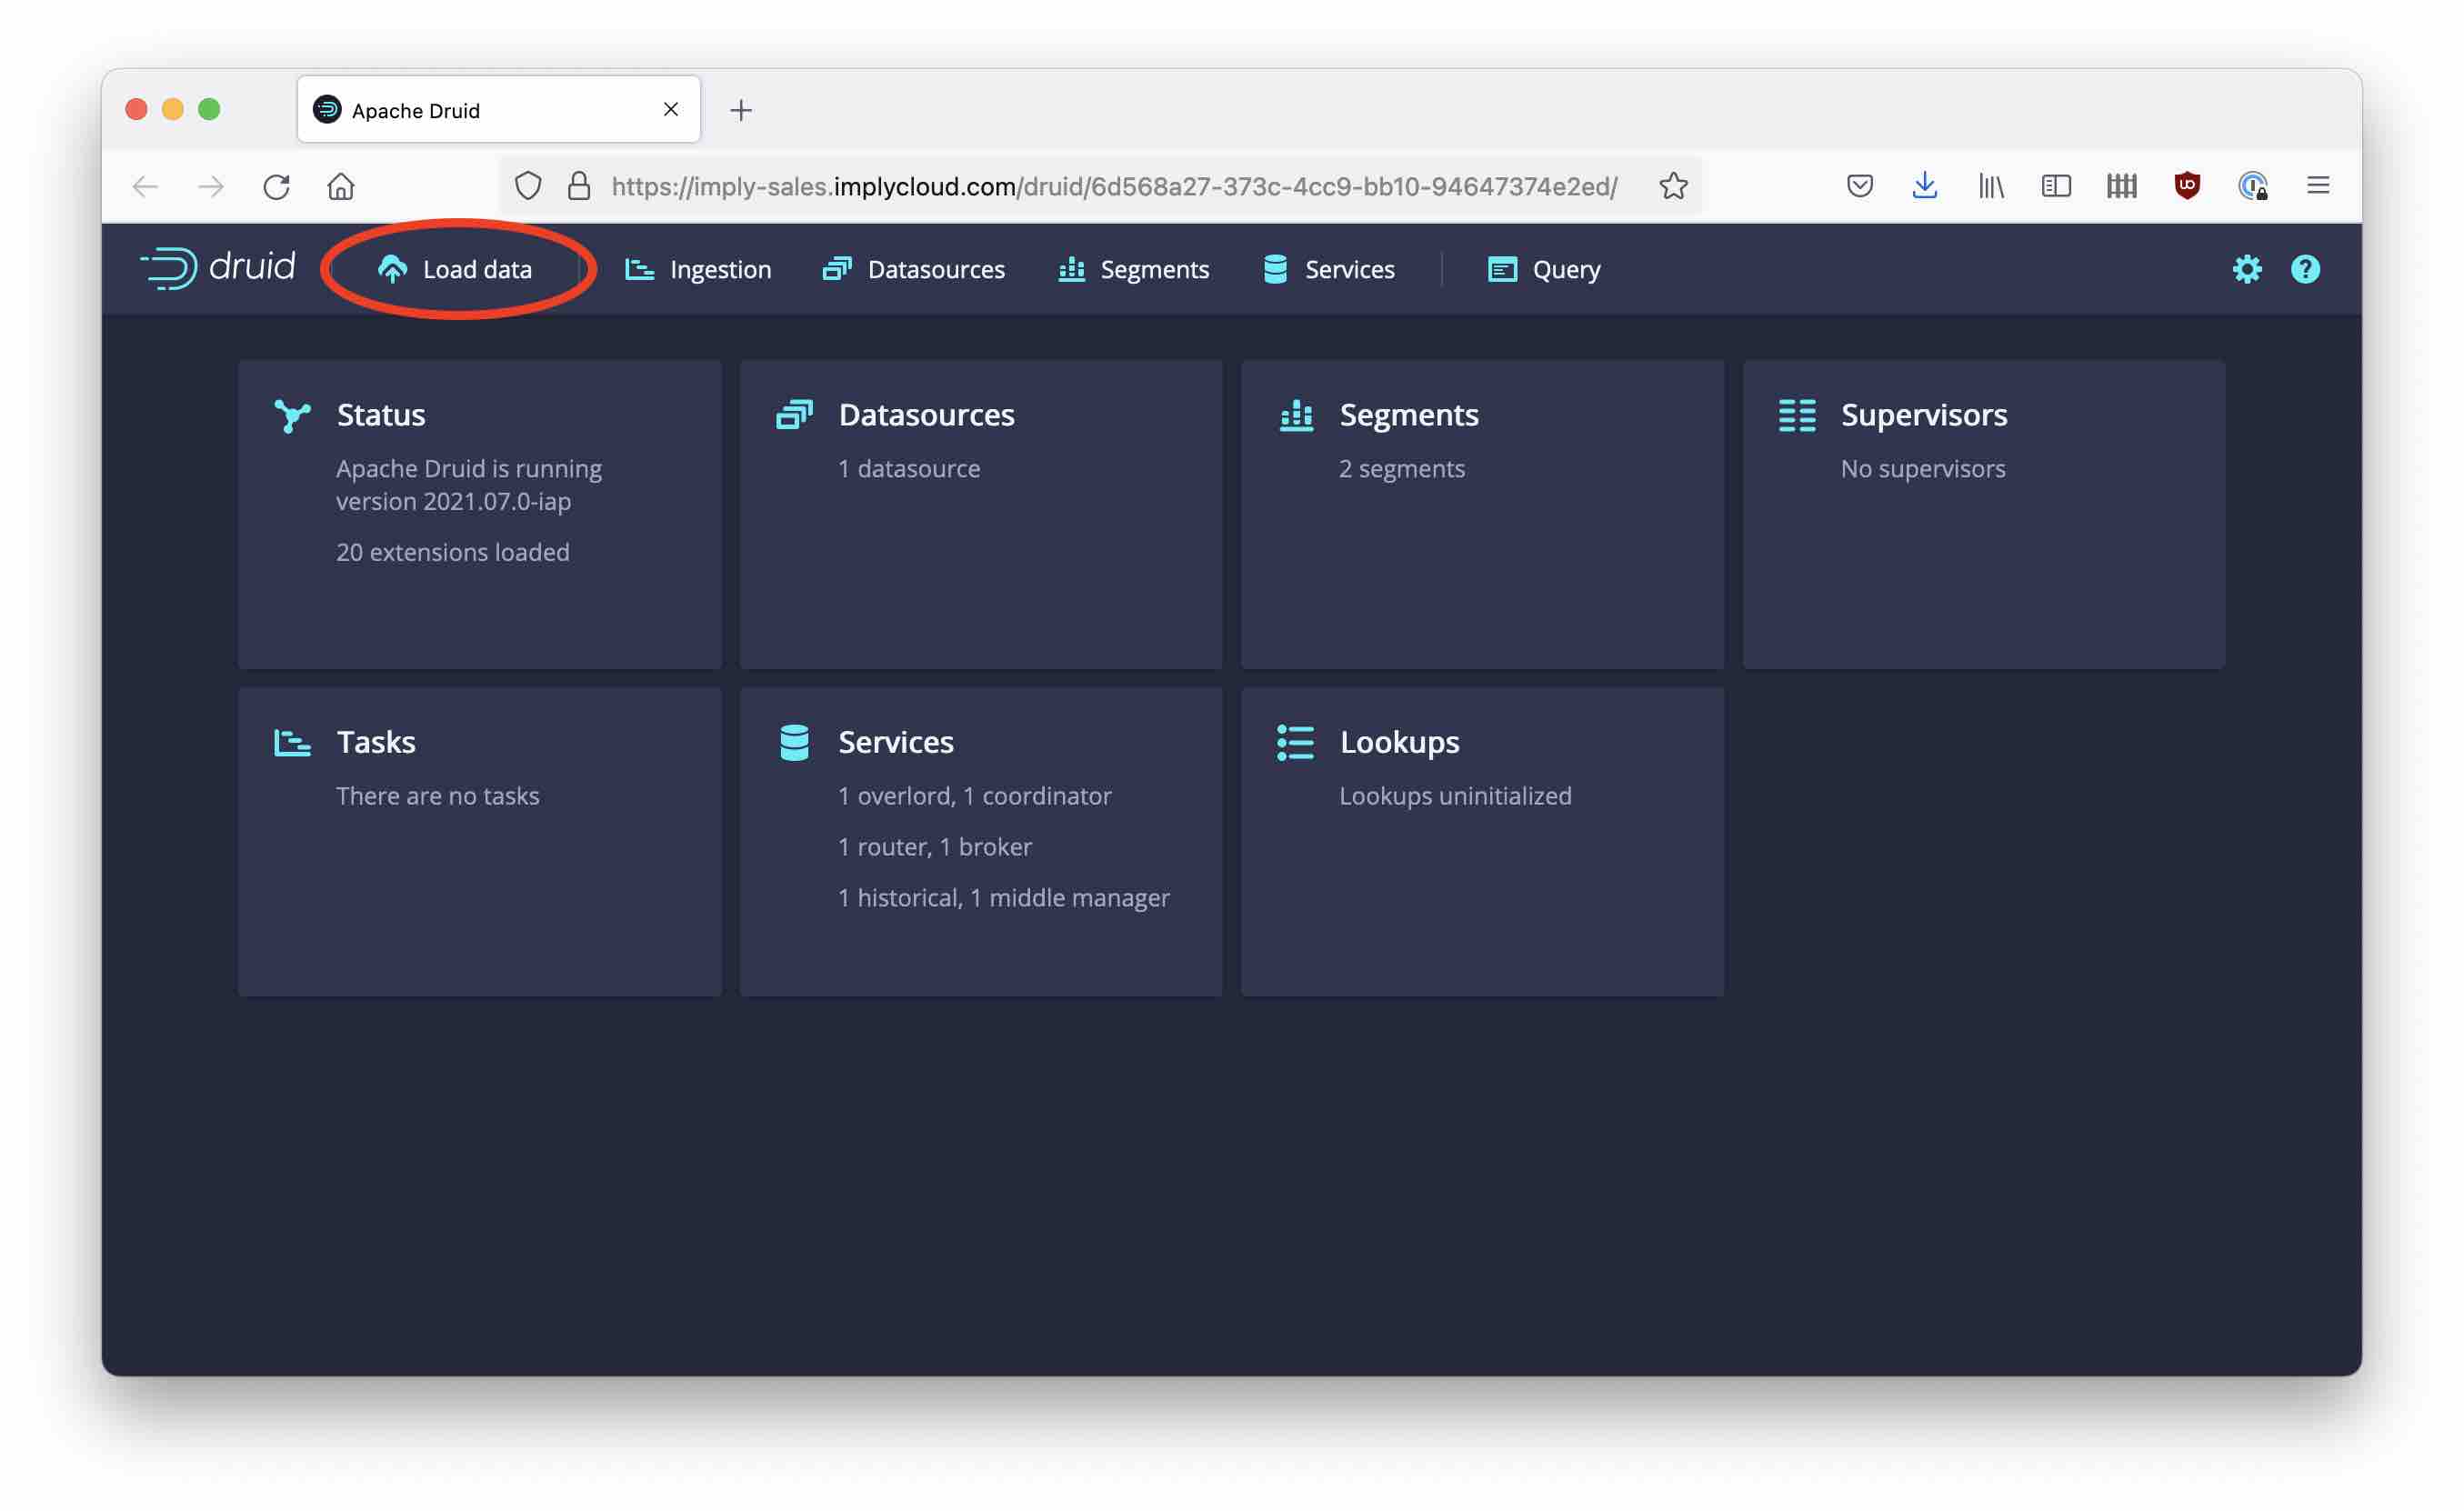 Apache Druid
https://imply-sales.implycloud.com/druid/6d568a27-373c-4cc9-bb10-94647374e2ed/
druid Load data Ingestion Datasources Segments Services Query
Status
Apache Druid is running
version 2021.07.0-iap
20 extensions loaded
Datasources
1 datasource
Segments
2 segments
Supervisors
No supervisors
Tasks
There are no tasks
Services
1 overlord, 1 coordinator
1 router, 1 broker
1 historical, 1 middle manager
Lookups
Lookups uninitialized